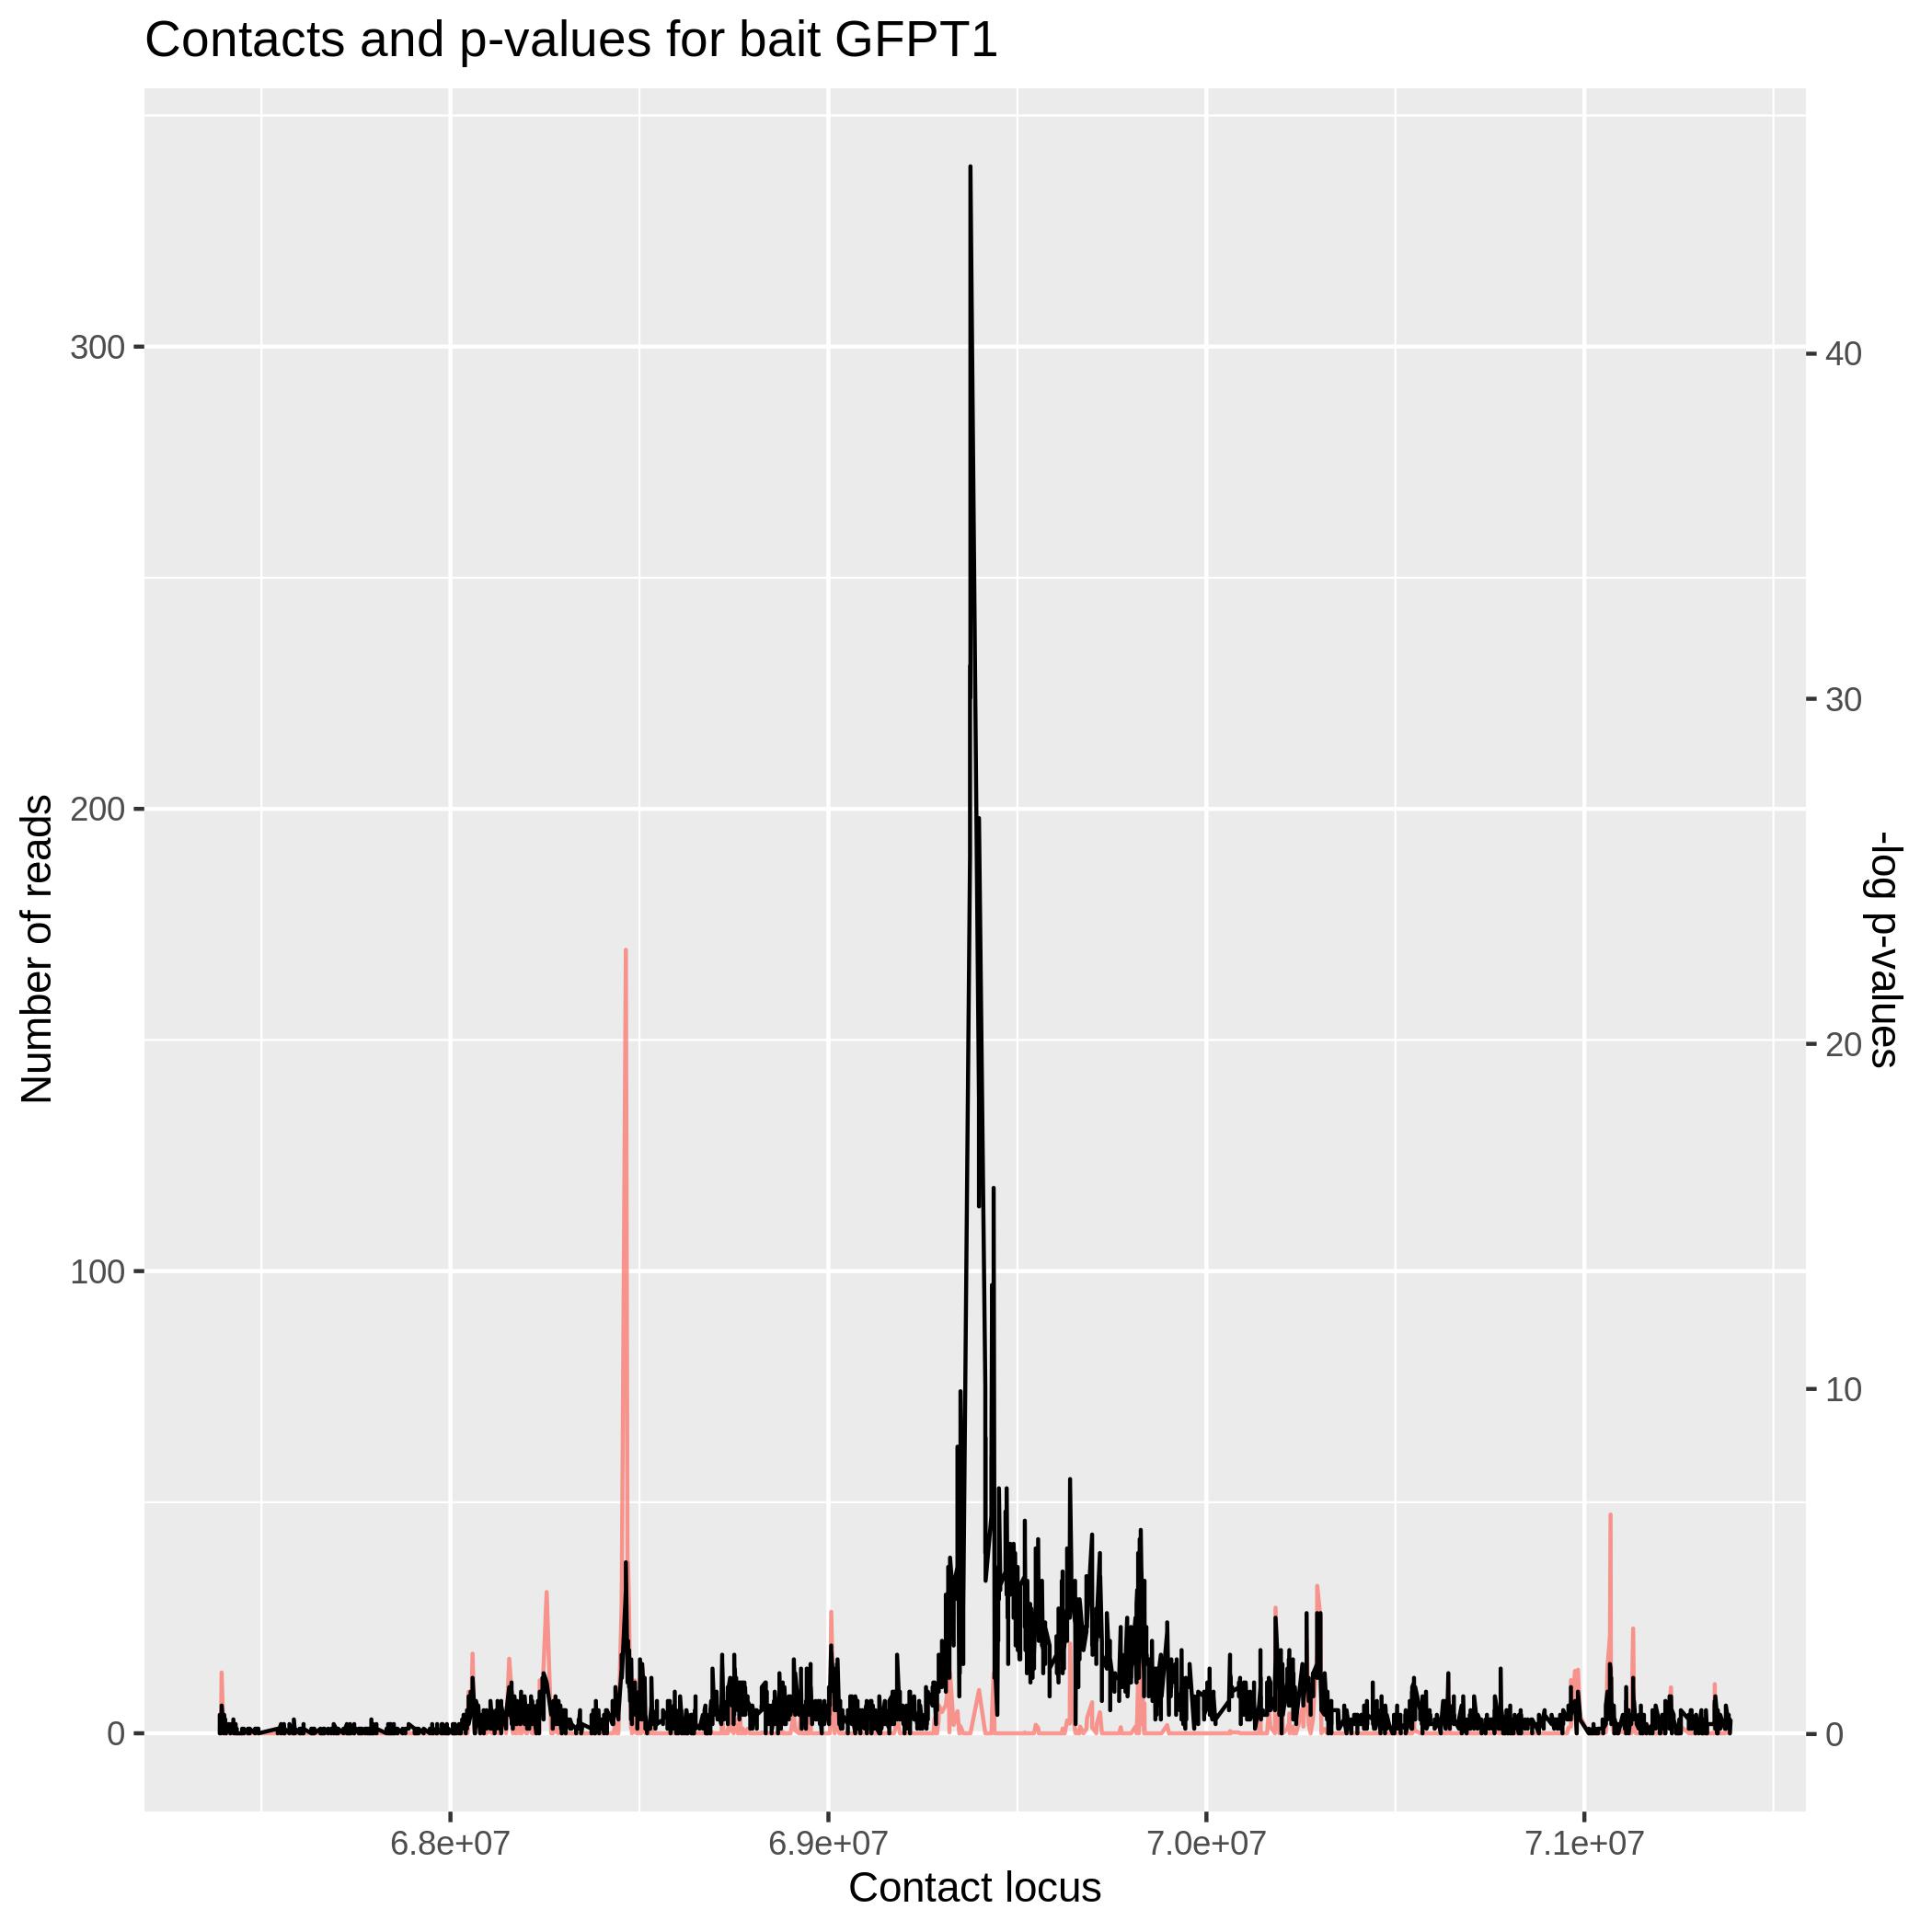 Contacts and p-values for bait GFPT1
300
200
100
0
Number of reads
40
30
20
10
0
-log p-values
6.8e+07
6.9e+07
7.0e+07
7.1e+07
Contact locus